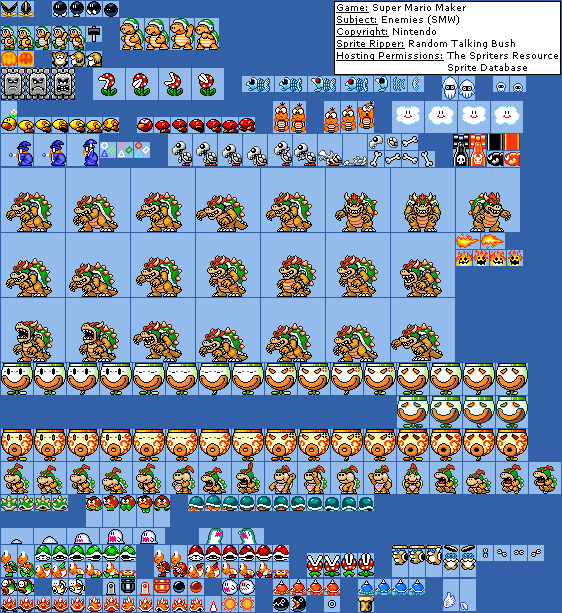 Game: Super Mario Maker
Subject: Enemies (SMW)
Copyright: Nintendo
Sprite Ripper: Random Talking Bush
Hosting Permissions: The Spriters Resource
Sprite Database